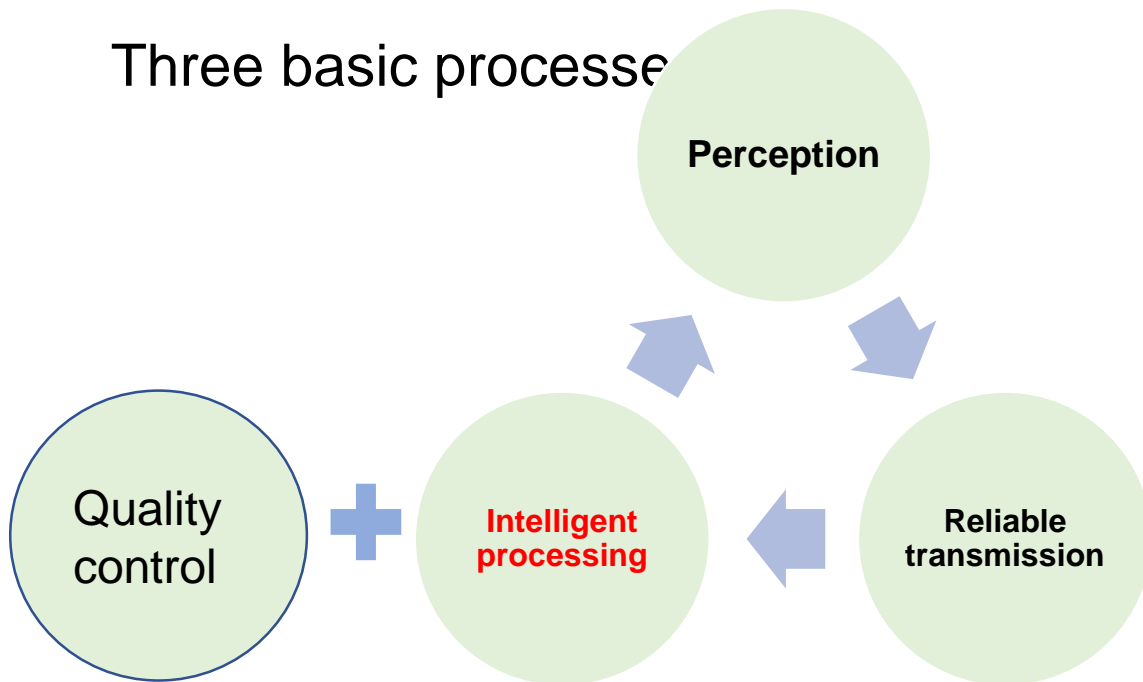 Three basic processe
Perception
Quality
control
Intelligent
processing
Reliable
transmission